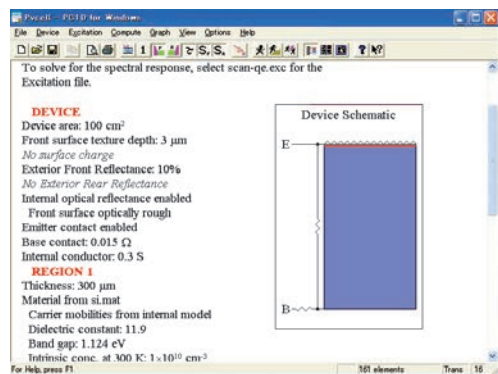 Pvcell - PC1D for Windows
File Device Excitation Compute Graph View Options Help
To solve for the spectral response, select scan-qe.exc for the
Excitation file.
DEVICE
Device area: 100 cm²
Front surface texture depth: 3 µm
No surface charge
Exterior Front Reflectance: 10%
No Exterior Rear Reflectance
Internal optical reflectance enabled
Front surface optically rough
Emitter contact enabled
Base contact: 0.015 Ω
Internal conductor: 0.3 S
REGION 1
Thickness: 300 µm
Material from si.mat
Carrier mobilities from internal model
Dielectric constant: 11.9
Band gap: 1.124 eV
Intrinsic conc. at 300 K: 1×10¹⁰ cm⁻³
Device Schematic
E
B
For Help, press F1
161 elements
Trans
16